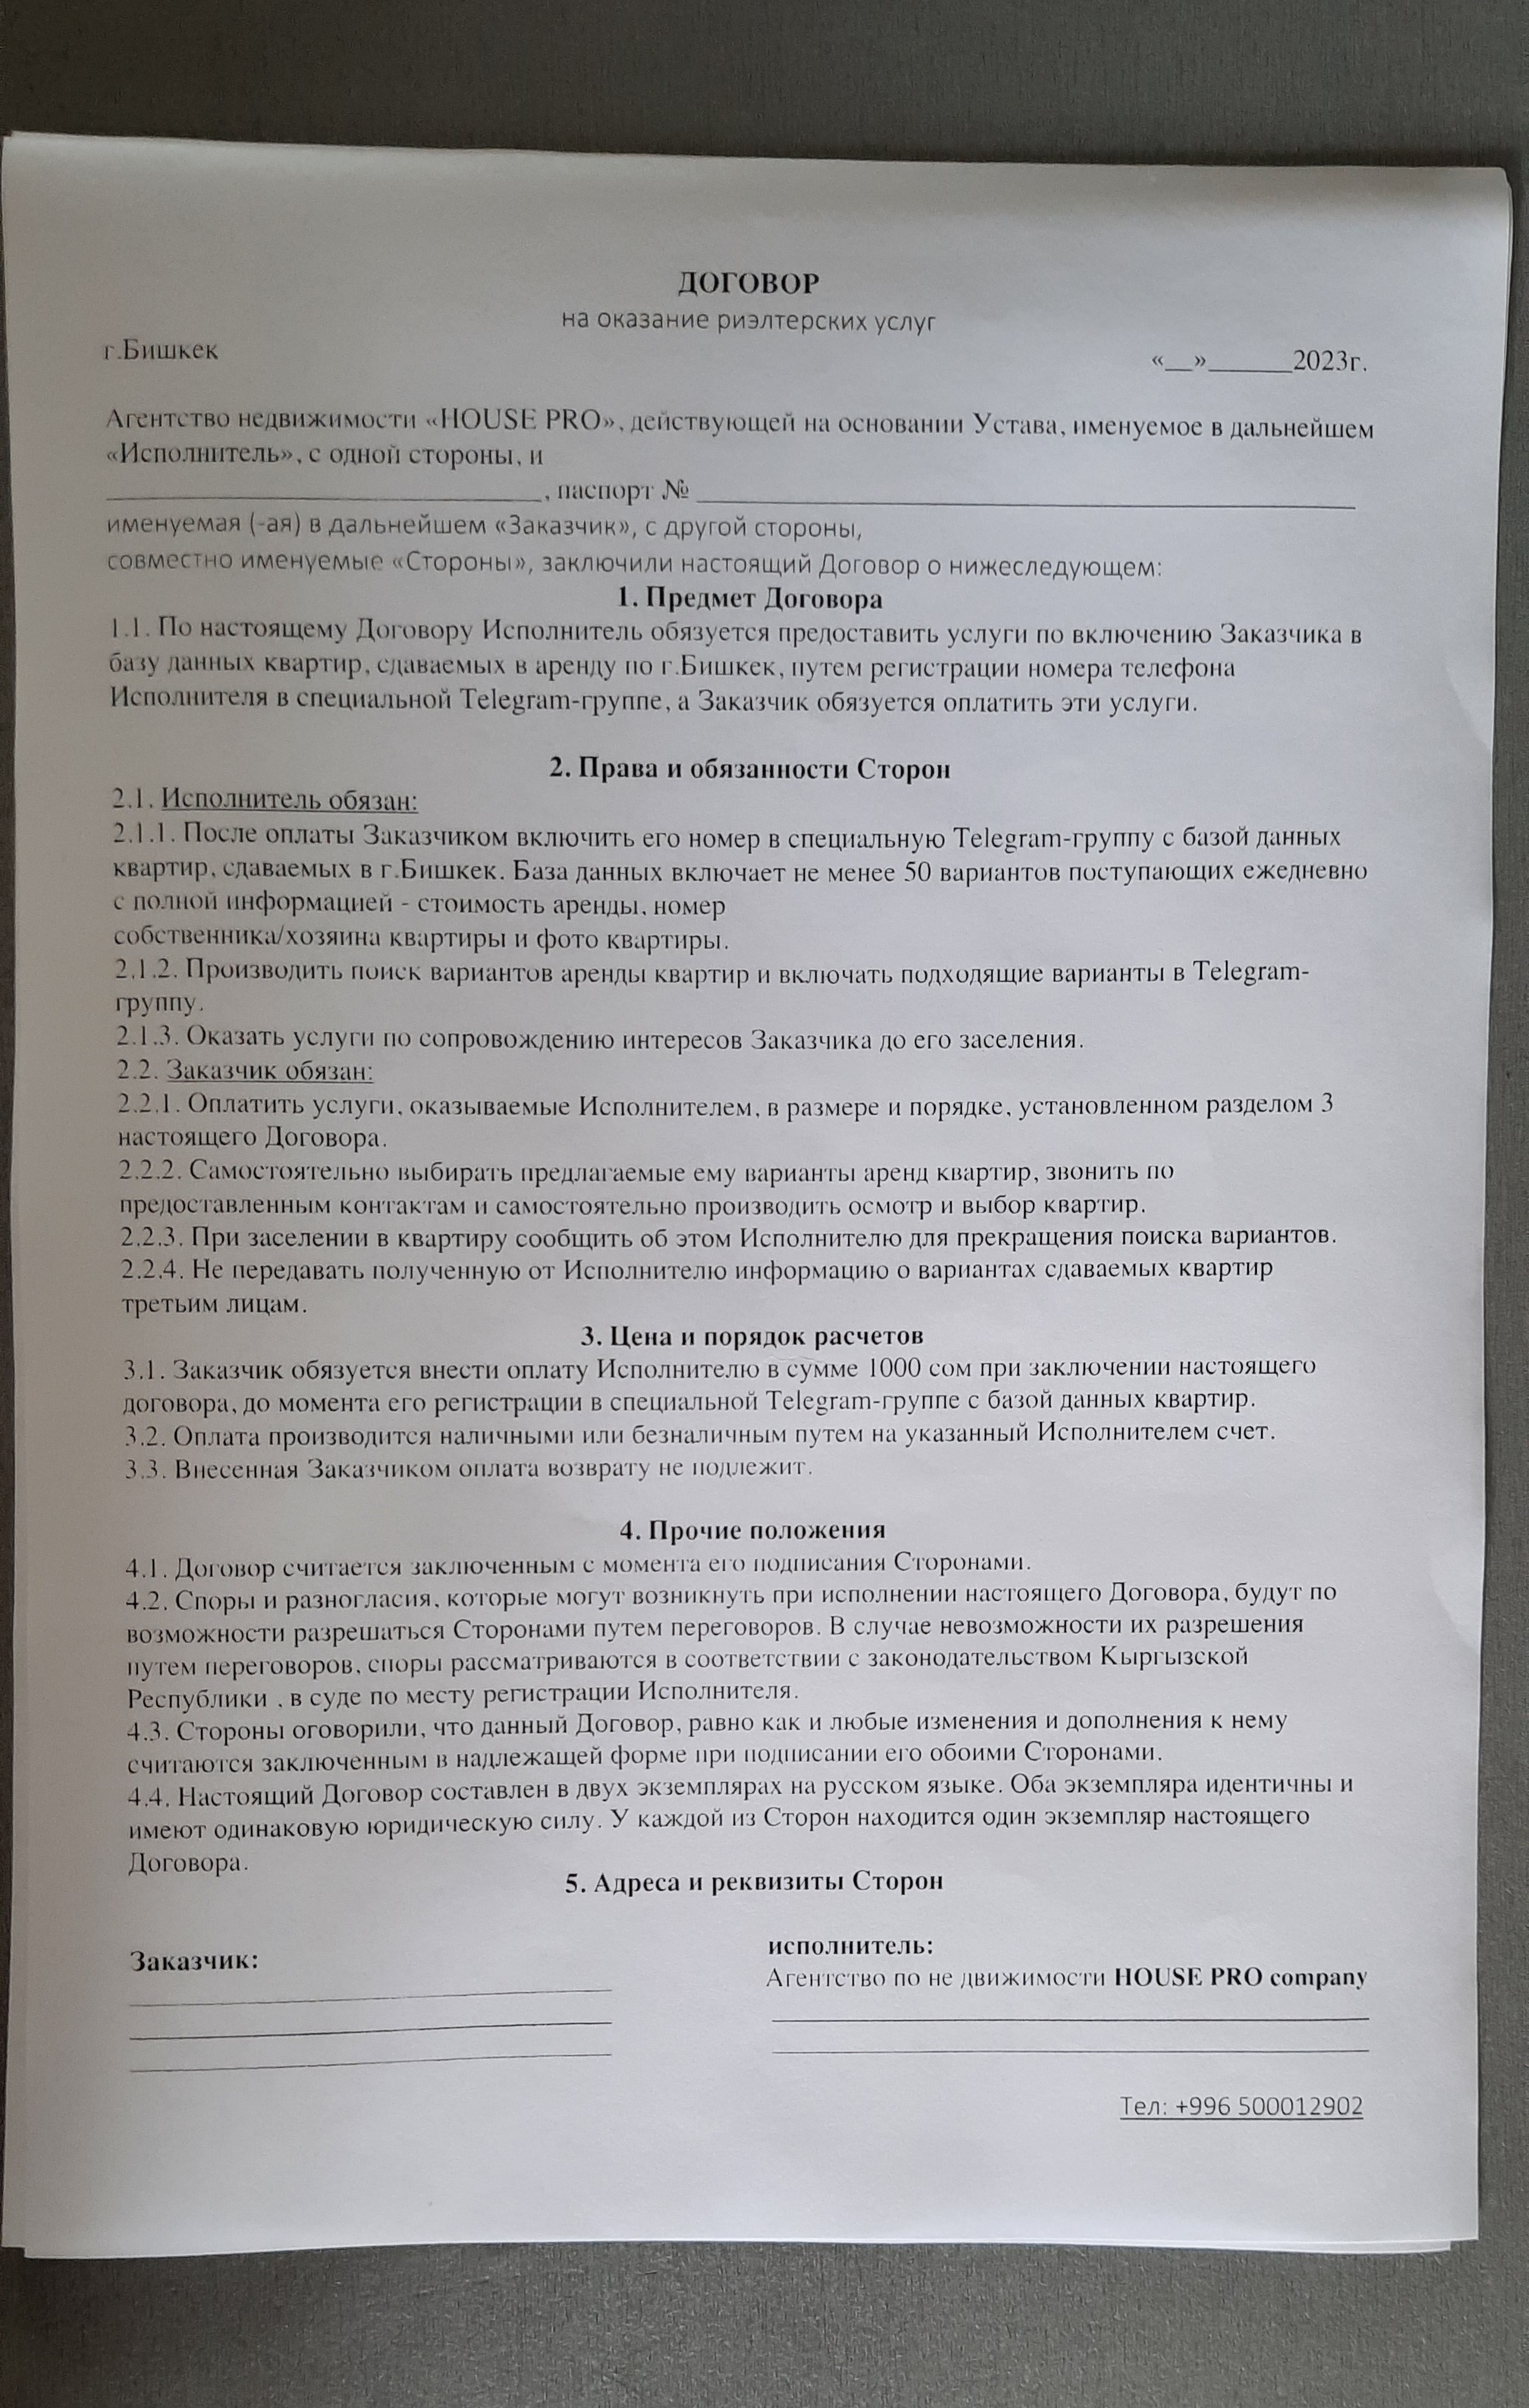 ДОГОВОР
на оказание риэлтерских услуг
г.Бишкек
«__»______2023г.
Агентство недвижимости «HOUSE PRO», действующей на основании Устава, именуемое в дальнейшем
«Исполнитель», с одной стороны, и
______________________________, паспорт № ______________________________________________
именуемая (-ая) в дальнейшем «Заказчик», с другой стороны,
совместно именуемые «Стороны», заключили настоящий Договор о нижеследующем:
1. Предмет Договора
1.1. По настоящему Договору Исполнитель обязуется предоставить услуги по включению Заказчика в
базу данных квартир, сдаваемых в аренду по г.Бишкек, путем регистрации номера телефона
Исполнителя в специальной Telegram-группе, а Заказчик обязуется оплатить эти услуги.
2. Права и обязанности Сторон
2.1. Исполнитель обязан:
2.1.1. После оплаты Заказчиком включить его номер в специальную Telegram-группу с базой данных
квартир, сдаваемых в г.Бишкек. База данных включает не менее 50 вариантов поступающих ежедневно
с полной информацией - стоимость аренды, номер
собственника/хозяина квартиры и фото квартиры.
2.1.2. Производить поиск вариантов аренды квартир и включать подходящие варианты в Telegram-
группу.
2.1.3. Оказать услуги по сопровождению интересов Заказчика до его заселения.
2.2. Заказчик обязан:
2.2.1. Оплатить услуги, оказываемые Исполнителем, в размере и порядке, установленном разделом 3
настоящего Договора.
2.2.2. Самостоятельно выбирать предлагаемые ему варианты аренд квартир, звонить по
предоставленным контактам и самостоятельно производить осмотр и выбор квартир.
2.2.3. При заселении в квартиру сообщить об этом Исполнителю для прекращения поиска вариантов.
2.2.4. Не передавать полученную от Исполнителю информацию о вариантах сдаваемых квартир
третьим лицам.
3. Цена и порядок расчетов
3.1. Заказчик обязуется внести оплату Исполнителю в сумме 1000 сом при заключении настоящего
договора, до момента его регистрации в специальной Telegram-группе с базой данных квартир.
3.2. Оплата производится наличными или безналичным путем на указанный Исполнителем счет.
3.3. Внесенная Заказчиком оплата возврату не подлежит.
4. Прочие положения
4.1. Договор считается заключенным с момента его подписания Сторонами.
4.2. Споры и разногласия, которые могут возникнуть при исполнении настоящего Договора, будут по
возможности разрешаться Сторонами путем переговоров. В случае невозможности их разрешения
путем переговоров, споры рассматриваются в соответствии с законодательством Кыргызской
Республики , в суде по месту регистрации Исполнителя.
4.3. Стороны оговорили, что данный Договор, равно как и любые изменения и дополнения к нему
считаются заключенным в надлежащей форме при подписании его обоими Сторонами.
4.4. Настоящий Договор составлен в двух экземплярах на русском языке. Оба экземпляра идентичны и
имеют одинаковую юридическую силу. У каждой из Сторон находится один экземпляр настоящего
Договора.
5. Адреса и реквизиты Сторон
Заказчик:
исполнитель:
Агентство по не движимости HOUSE PRO company
Тел: +996 500012902